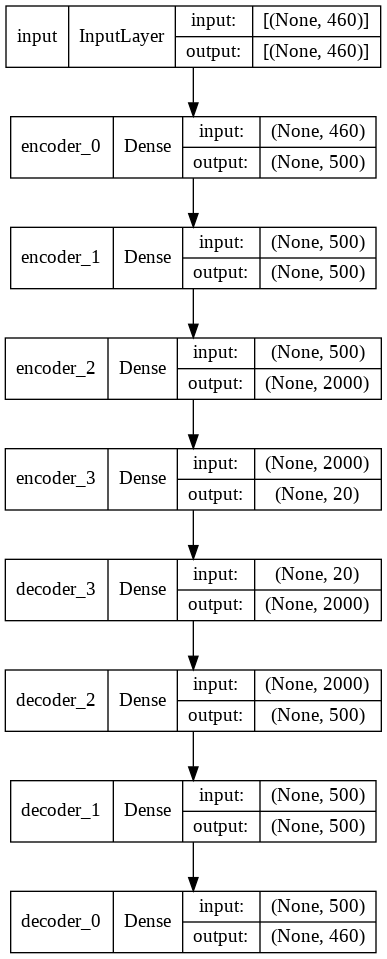 input InputLayer input: [(None, 460)]
output: [(None, 460)]
encoder_0 Dense input: (None, 460)
output: (None, 500)
encoder_1 Dense input: (None, 500)
output: (None, 500)
encoder_2 Dense input: (None, 500)
output: (None, 2000)
encoder_3 Dense input: (None, 2000)
output: (None, 20)
decoder_3 Dense input: (None, 20)
output: (None, 2000)
decoder_2 Dense input: (None, 2000)
output: (None, 500)
decoder_1 Dense input: (None, 500)
output: (None, 500)
decoder_0 Dense input: (None, 500)
output: (None, 460)